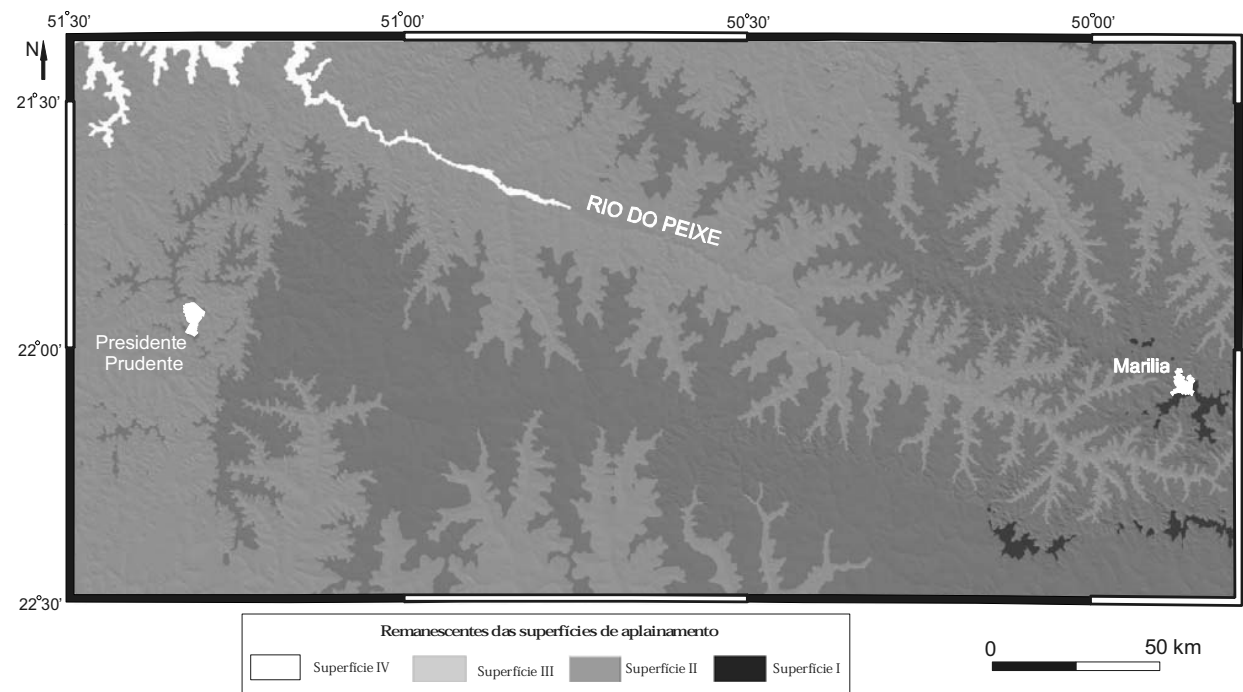 51°30' 51°00' 50°30' 50°00'
N
21°30'
RIO DO PEIXE
22°00'
Presidente
Prudente
Marilia
22°30'
Remanescentes das superfícies de aplainamento
Superfície IV Superfície III Superfície II Superfície I
0 50 km